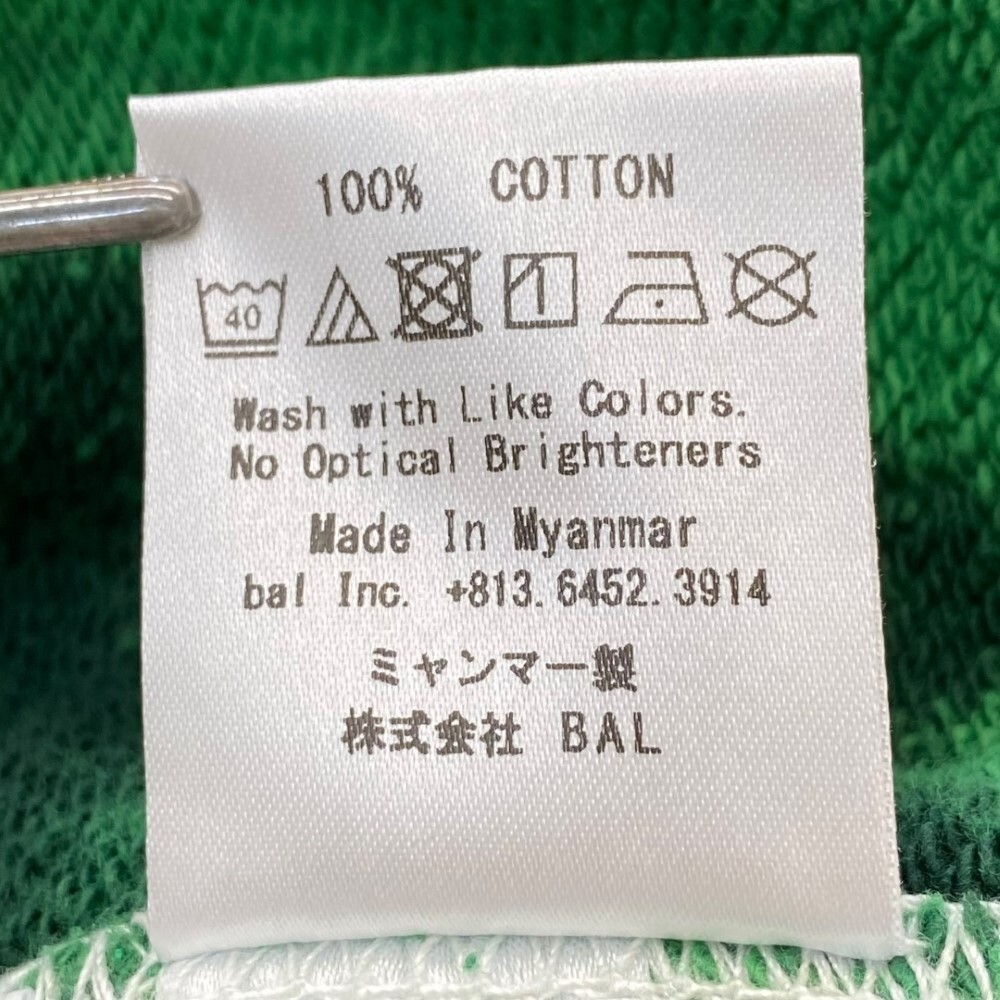 100% COTTON
40
Wash with Like Colors.
No Optical Brighteners
Made In Myanmar
bal Inc. +813.6452.3914
ミャンマー製
株式会社 BAL